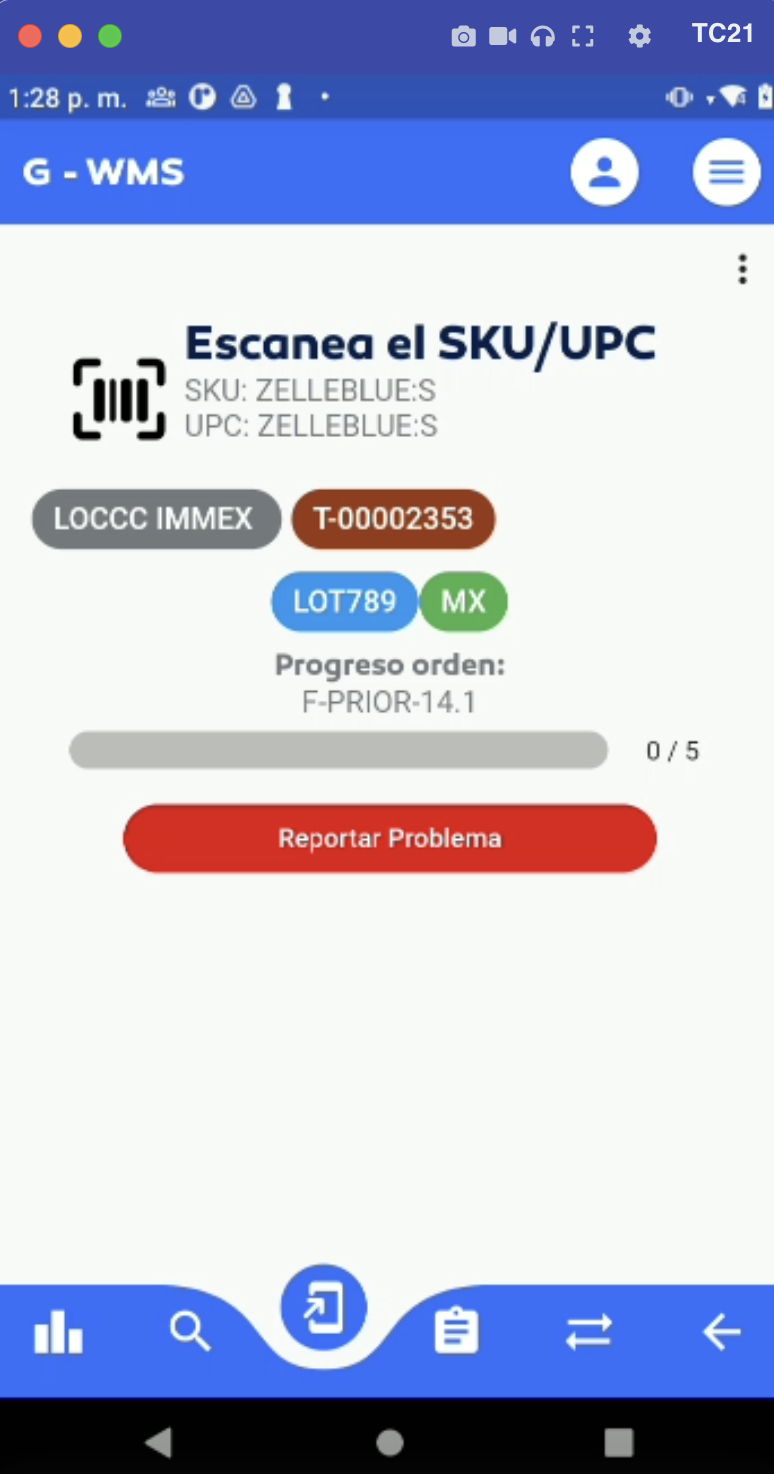 TC21
1:28 p. m.
G - WMS
Escanea el SKU/UPC
SKU: ZELLEBLUE:S
UPC: ZELLEBLUE:S
LOCCC IMMEX T-00002353
LOT789 MX
Progreso orden:
F-PRIOR-14.1
0 / 5
Reportar Problema